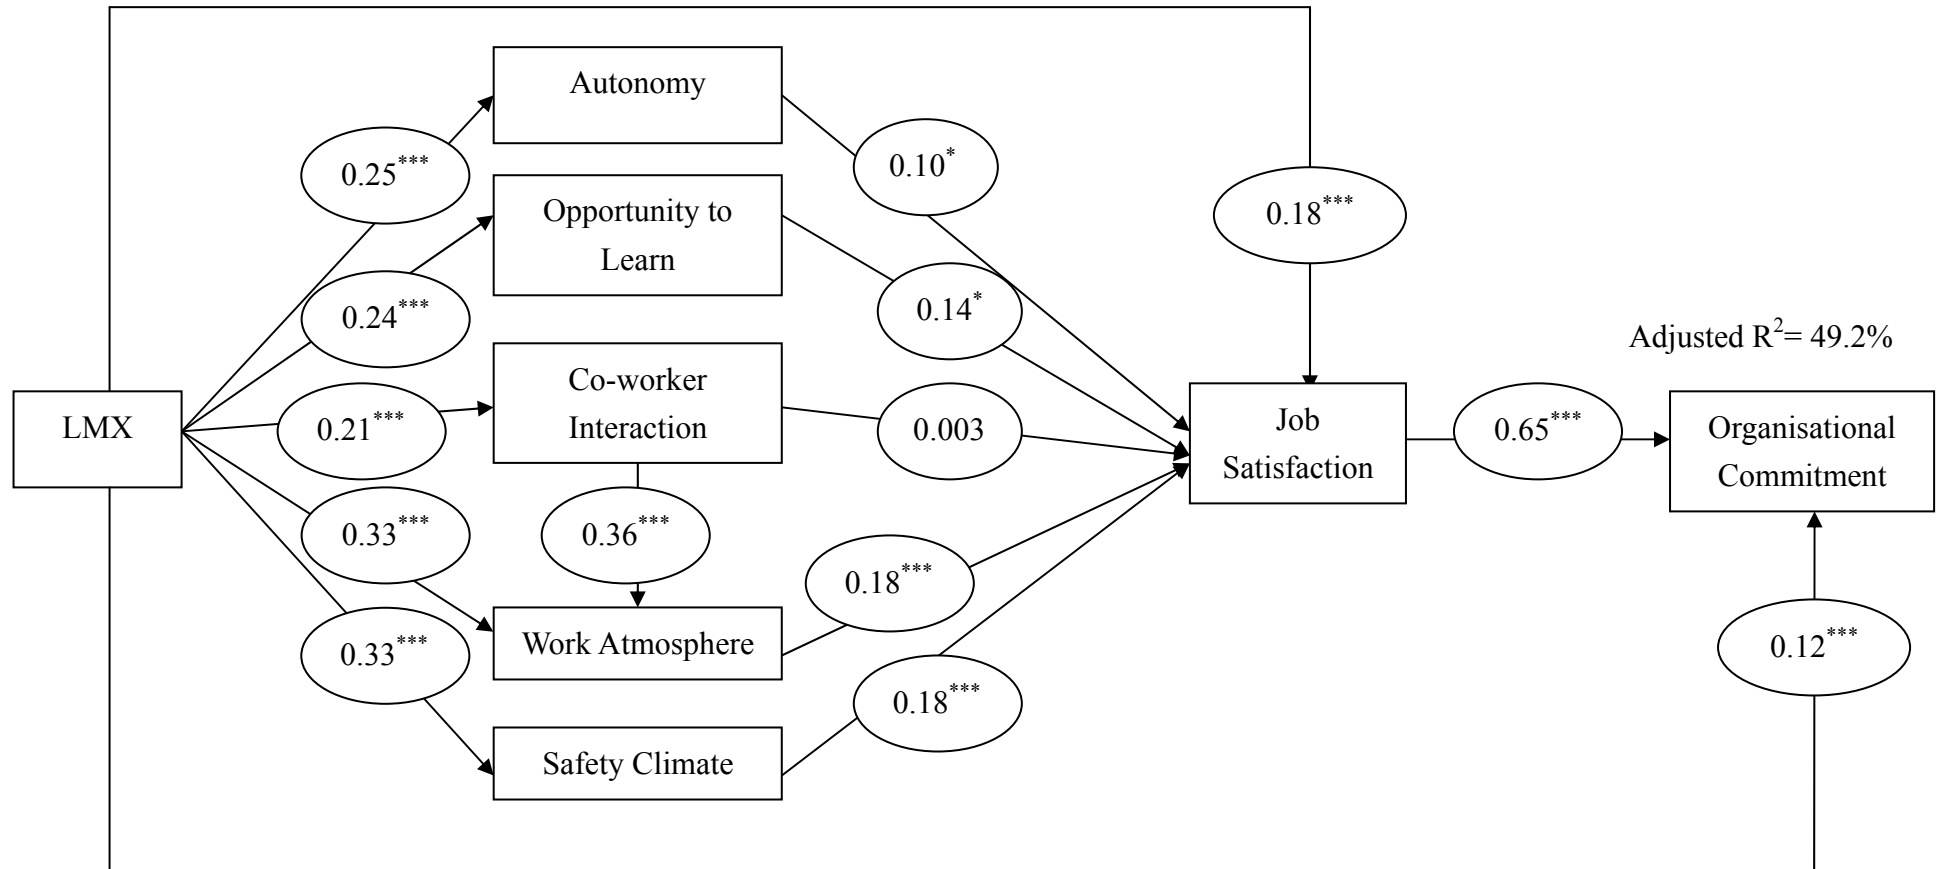 Autonomy
0.25***
0.10*
Opportunity to
Learn
0.18***
0.24***
0.14*
Adjusted R²= 49.2%
LMX
0.21***
Co-worker
Interaction
0.003
Job
Satisfaction
0.65***
Organisational
Commitment
0.33***
0.36***
0.18***
Work Atmosphere
0.33***
0.12***
0.18***
Safety Climate